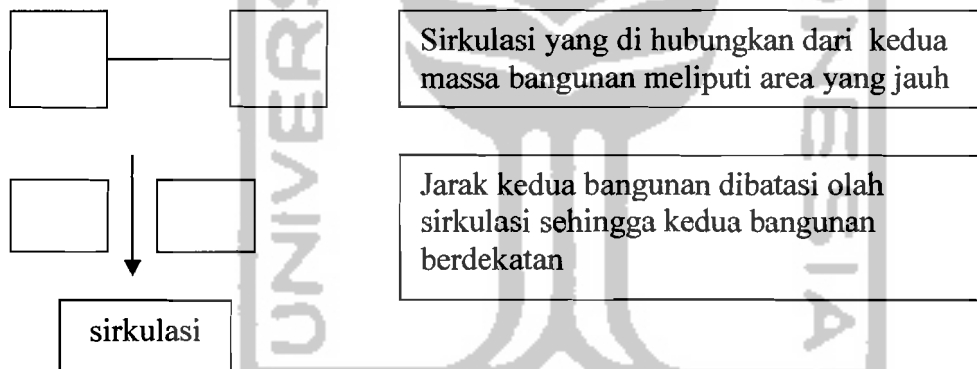 Sirkulasi yang di hubungkan dari kedua
massa bangunan meliputi area yang jauh
Jarak kedua bangunan dibatasi olah
sirkulasi sehingga kedua bangunan
berdekatan
sirkulasi